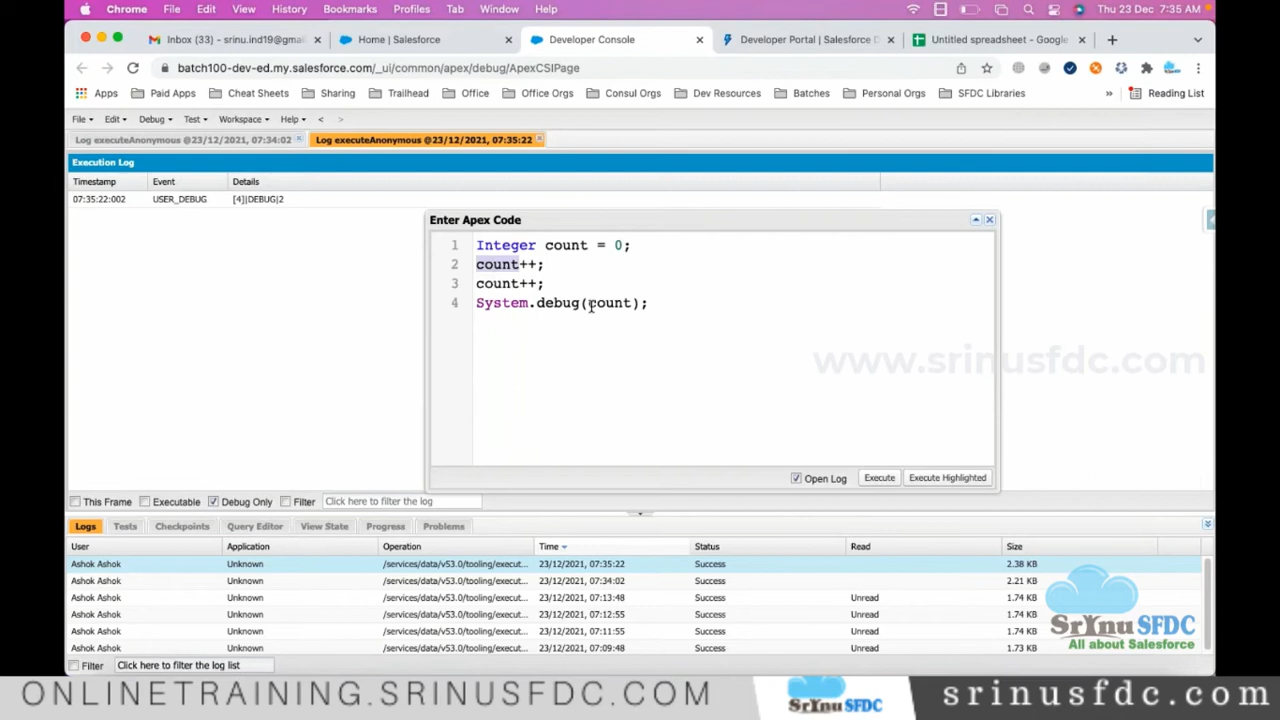 Chrome File Edit View History Bookmarks Profiles Tab Window Help Thu 23 Dec 7:35 AM
Inbox (33) - srinu.ind19@gmai × Home | Salesforce × Developer Console × Developer Portal | Salesforce D × Untitled spreadsheet - Google × +
batch100-dev-ed.my.salesforce.com/_ui/common/apex/debug/ApexCSIPage
Apps Paid Apps Cheat Sheets Sharing Trailhead Office Office Orgs Consul Orgs Dev Resources Batches Personal Orgs SFDC Libraries » Reading List
File Edit Debug Test Workspace Help < >
Log executeAnonymous @23/12/2021, 07:34:02 Log executeAnonymous @23/12/2021, 07:35:22
Execution Log
Timestamp Event Details
07:35:22:002 USER_DEBUG [4]|DEBUG|2
Enter Apex Code
1 Integer count = 0;
2 count++;
3 count++;
4 System.debug(count);
www.srinusfdc.com
Open Log Execute Execute Highlighted
This Frame Executable Debug Only Filter Click here to filter the log
Logs Tests Checkpoints Query Editor View State Progress Problems
User Application Operation Time Status Read Size
Ashok Ashok Unknown /services/data/v53.0/tooling/execut... 23/12/2021, 07:35:22 Success 2.38 KB
Ashok Ashok Unknown /services/data/v53.0/tooling/execut... 23/12/2021, 07:34:02 Success 2.21 KB
Ashok Ashok Unknown /services/data/v53.0/tooling/execut... 23/12/2021, 07:13:48 Success Unread 1.74 KB
Ashok Ashok Unknown /services/data/v53.0/tooling/execut... 23/12/2021, 07:12:55 Success Unread 1.74 KB
Ashok Ashok Unknown /services/data/v53.0/tooling/execut... 23/12/2021, 07:11:55 Success Unread 1.74 KB
Ashok Ashok Unknown /services/data/v53.0/tooling/execut... 23/12/2021, 07:09:48 Success Unread 1.73 KB
SrYnu SFDC
All about Salesforce
Filter Click here to filter the log list
ONLINETRAINING.SRINUSFDC.COM SrYnu SFDC srinusfdc.com